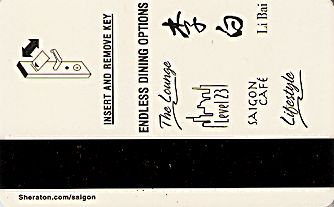 INSERT AND REMOVE KEY
ENDLESS DINING OPTIONS
The Lounge
Level 23
SAIGON
CAFÉ
Lifestyle
李白
Li Bai
Sheraton.com/saigon